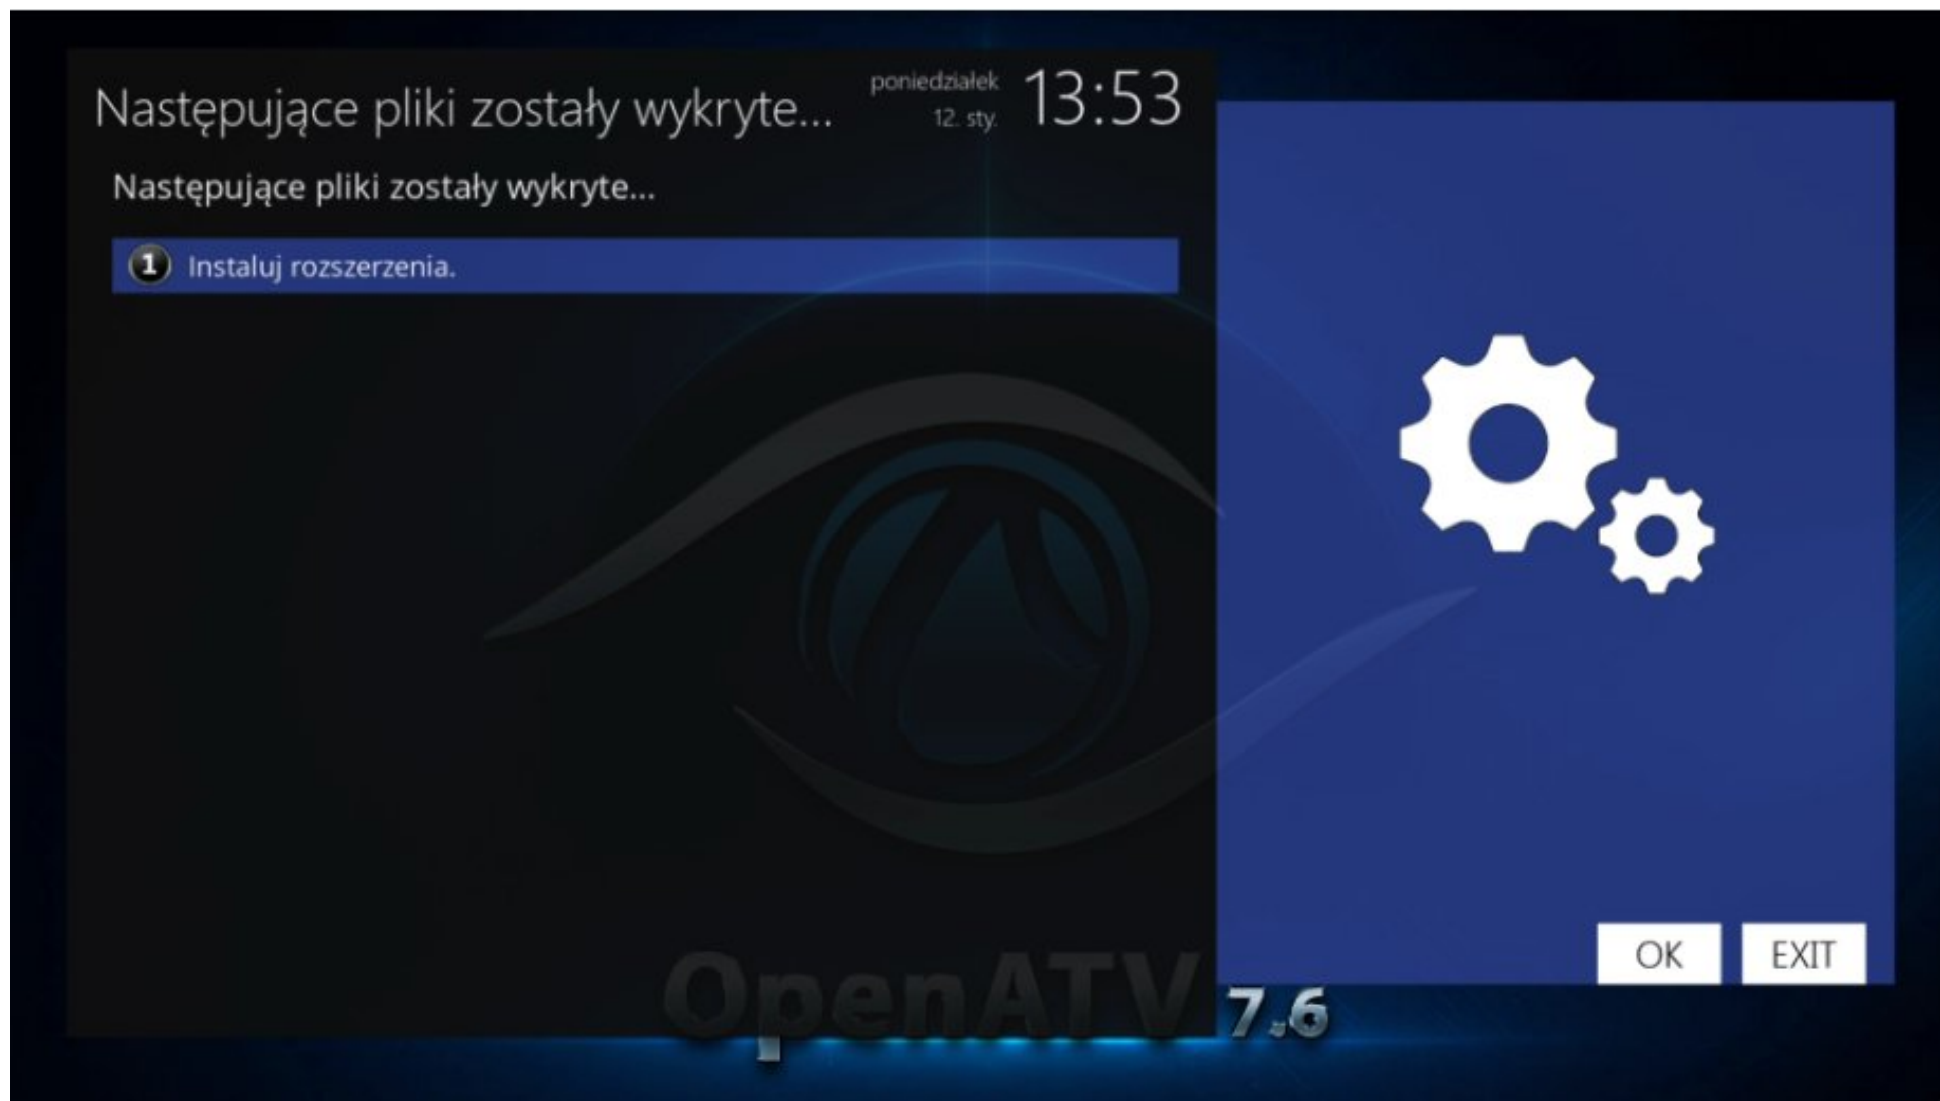 Następujące pliki zostały wykryte...
poniedziałek
12. sty.
13:53
Następujące pliki zostały wykryte...
1 Instaluj rozszerzenia.
OK
EXIT
OpenATV 7.6